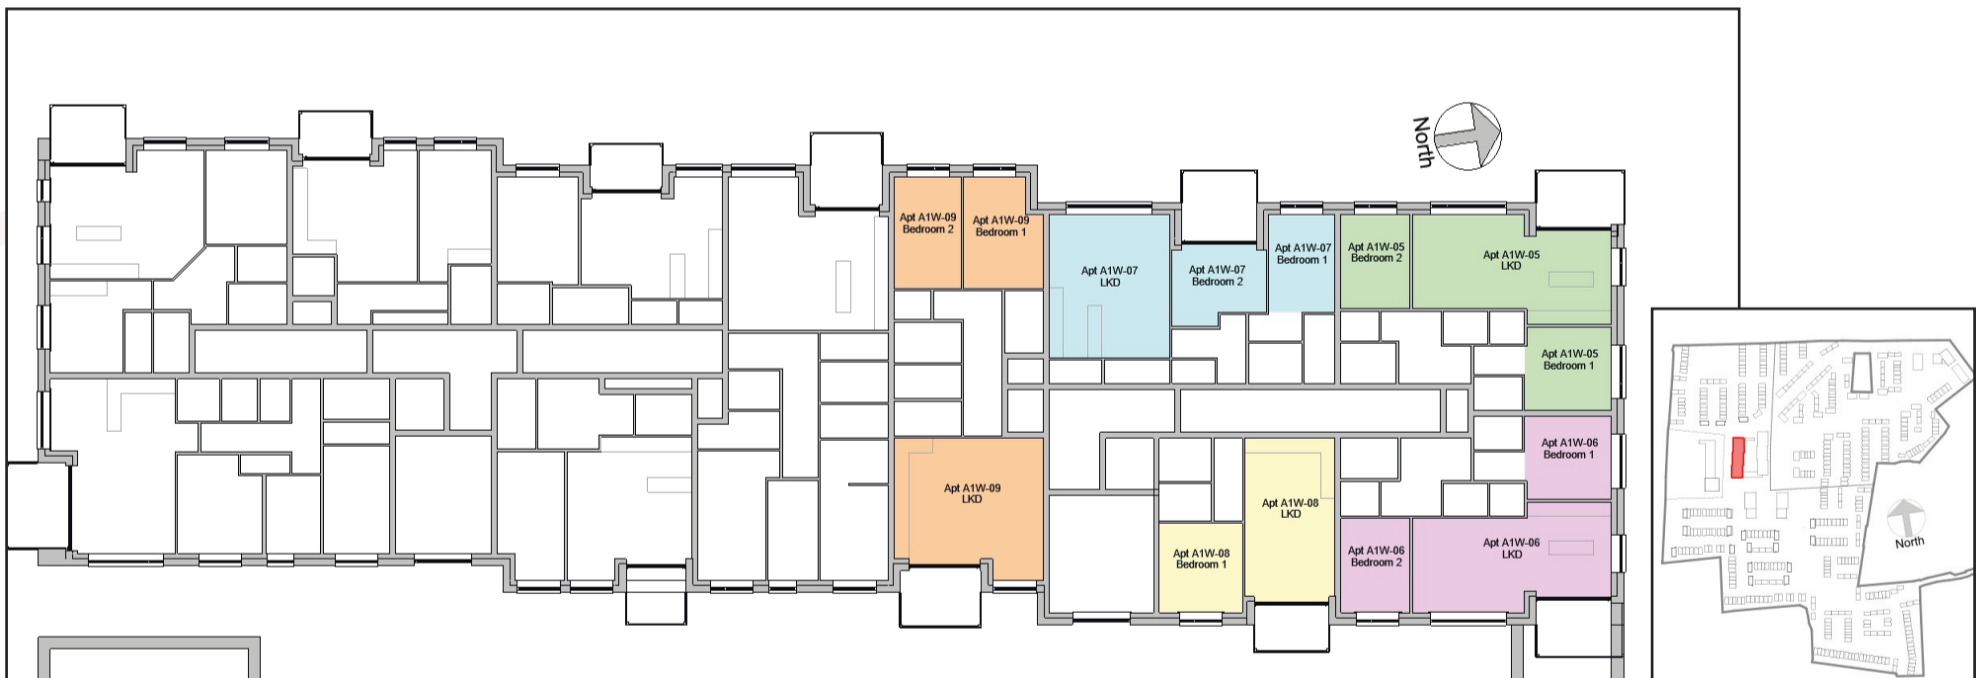 North
Apt A1W-09
Bedroom 2
Apt A1W-09
Bedroom 1
Apt A1W-07
LKD
Apt A1W-07
Bedroom 2
Apt A1W-07
Bedroom 1
Apt A1W-05
Bedroom 2
Apt A1W-05
LKD
Apt A1W-05
Bedroom 1
Apt A1W-06
Bedroom 1
Apt A1W-09
LKD
Apt A1W-08
LKD
Apt A1W-08
Bedroom 1
Apt A1W-06
Bedroom 2
Apt A1W-06
LKD
North